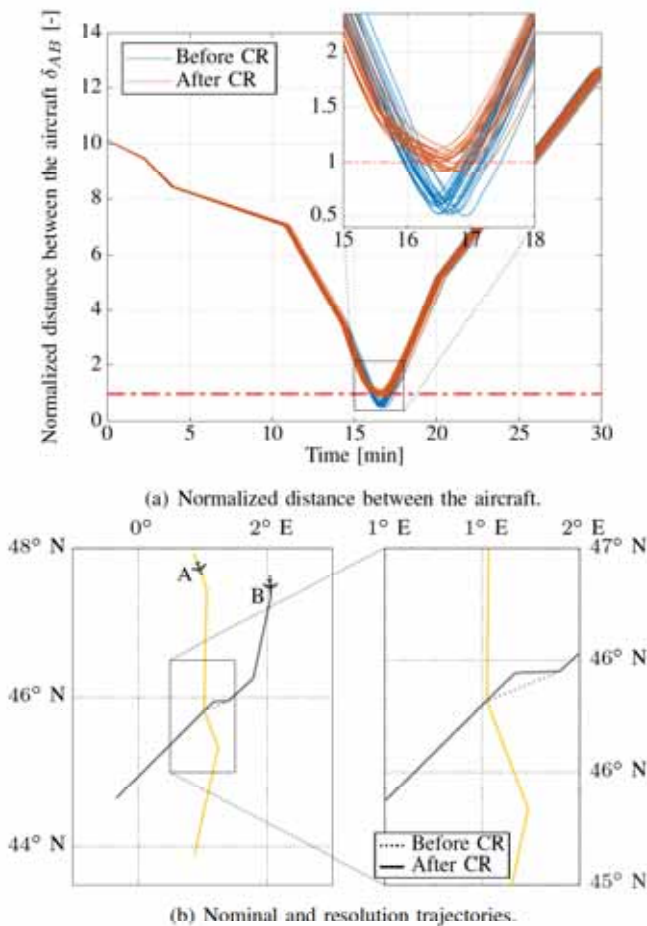 Normalized distance between the aircraft δAB [-]
14
12
10
8
6
4
2
0
Before CR
After CR
2
1.5
1
0.5
15 16 17 18
0 5 10 15 20 25 30
Time [min]
(a) Normalized distance between the aircraft.
0° 2° E 1° E 1° E 2° E
48° N 47° N
A
B
46° N 46° N
46° N
44° N
Before CR
After CR
45° N
(b) Nominal and resolution trajectories.